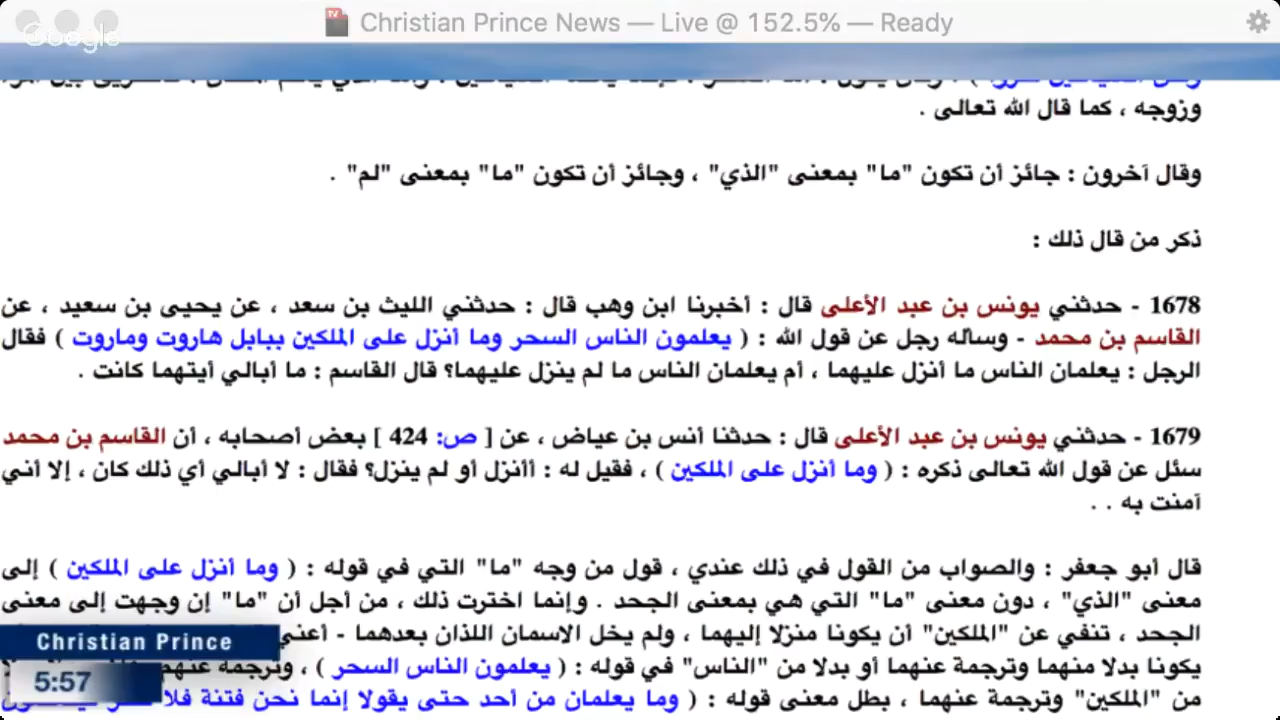 Christian Prince News — Live @ 152.5% — Ready
Google
وزوجه ، كما قال الله تعالى .
وقال آخرون : جائز أن تكون "ما" بمعنى "الذي" ، وجائز أن تكون "ما" بمعنى "لم" .
ذكر من قال ذلك :
1678 - حدثني يونس بن عبد الأعلى قال : أخبرنا ابن وهب قال : حدثني الليث بن سعد ، عن يحيى بن سعيد ، عن
القاسم بن محمد - وسأله رجل عن قول الله : ( يعلمون الناس السحر وما أنزل على الملكين ببابل هاروت وماروت ) فقال
الرجل : يعلمان الناس ما أنزل عليهما ، أم يعلمان الناس ما لم ينزل عليهما؟ قال القاسم : ما أبالي أيتهما كانت .
1679 - حدثني يونس بن عبد الأعلى قال : حدثنا أنس بن عياض ، عن [ ص: 424 ] بعض أصحابه ، أن القاسم بن محمد
سئل عن قول الله تعالى ذكره : ( وما أنزل على الملكين ) ، فقيل له : أأنزل أو لم ينزل؟ فقال : لا أبالي أي ذلك كان ، إلا أني
آمنت به . .
قال أبو جعفر : والصواب من القول في ذلك عندي ، قول من وجه "ما" التي في قوله : ( وما أنزل على الملكين ) إلى
معنى "الذي" ، دون معنى "ما" التي هي بمعنى الجحد . وإنما اخترت ذلك ، من أجل أن "ما" إن وجهت إلى معنى
الجحد ، تنفي عن "الملكين" أن يكونا منزلا إليهما ، ولم يخل الاسمان اللذان بعدهما - أعني
يكونا بدلا منهما وترجمة عنهما أو بدلا من "الناس" في قوله : ( يعلمون الناس السحر ) ، وترجمة عنهما
من "الملكين" وترجمة عنهما ، بطل معنى قوله : ( وما يعلمان من أحد حتى يقولا إنما نحن فتنة فلا
Christian Prince
5:57